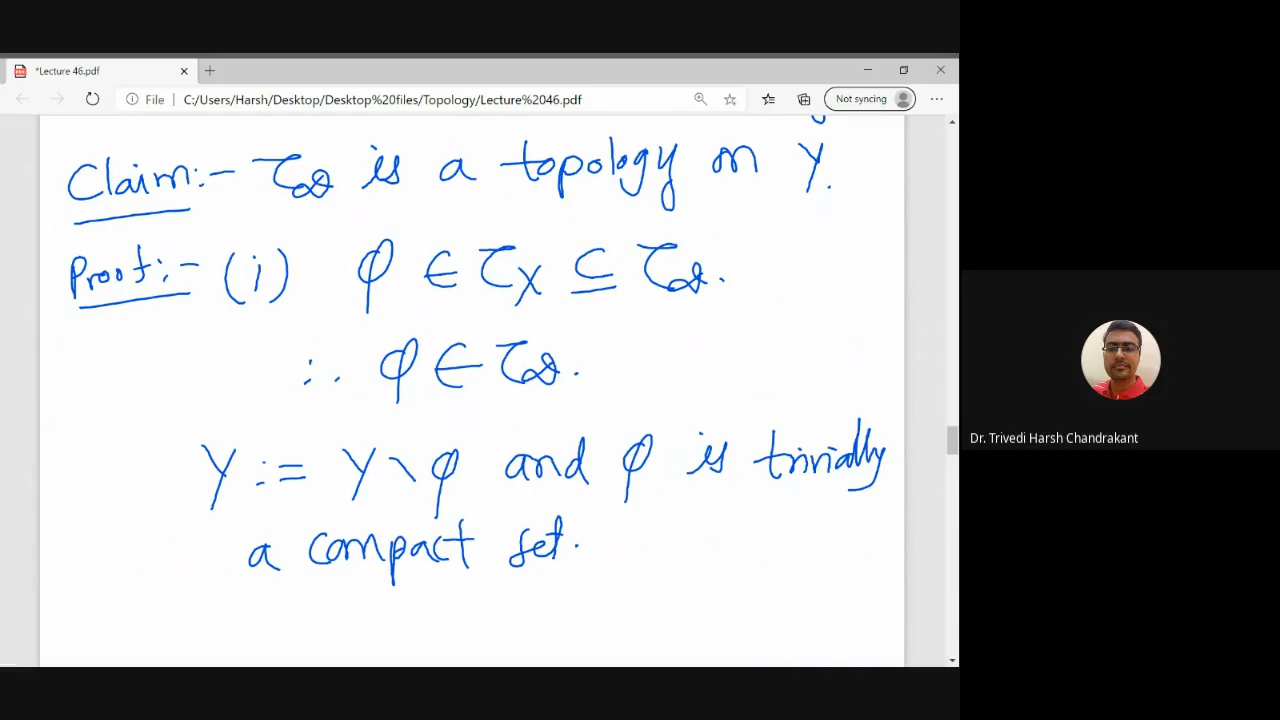 *Lecture 46.pdf
File
C:/Users/Harsh/Desktop/Desktop%20files/Topology/Lecture%2046.pdf
Not syncing
Claim:- τ∞ is a topology on Y.
Proof:- (i) φ ∈ τX ⊆ τ∞.
∴ φ ∈ τ∞.
Y := Y \ φ and φ is trivially
a compact set.
Dr. Trivedi Harsh Chandrakant